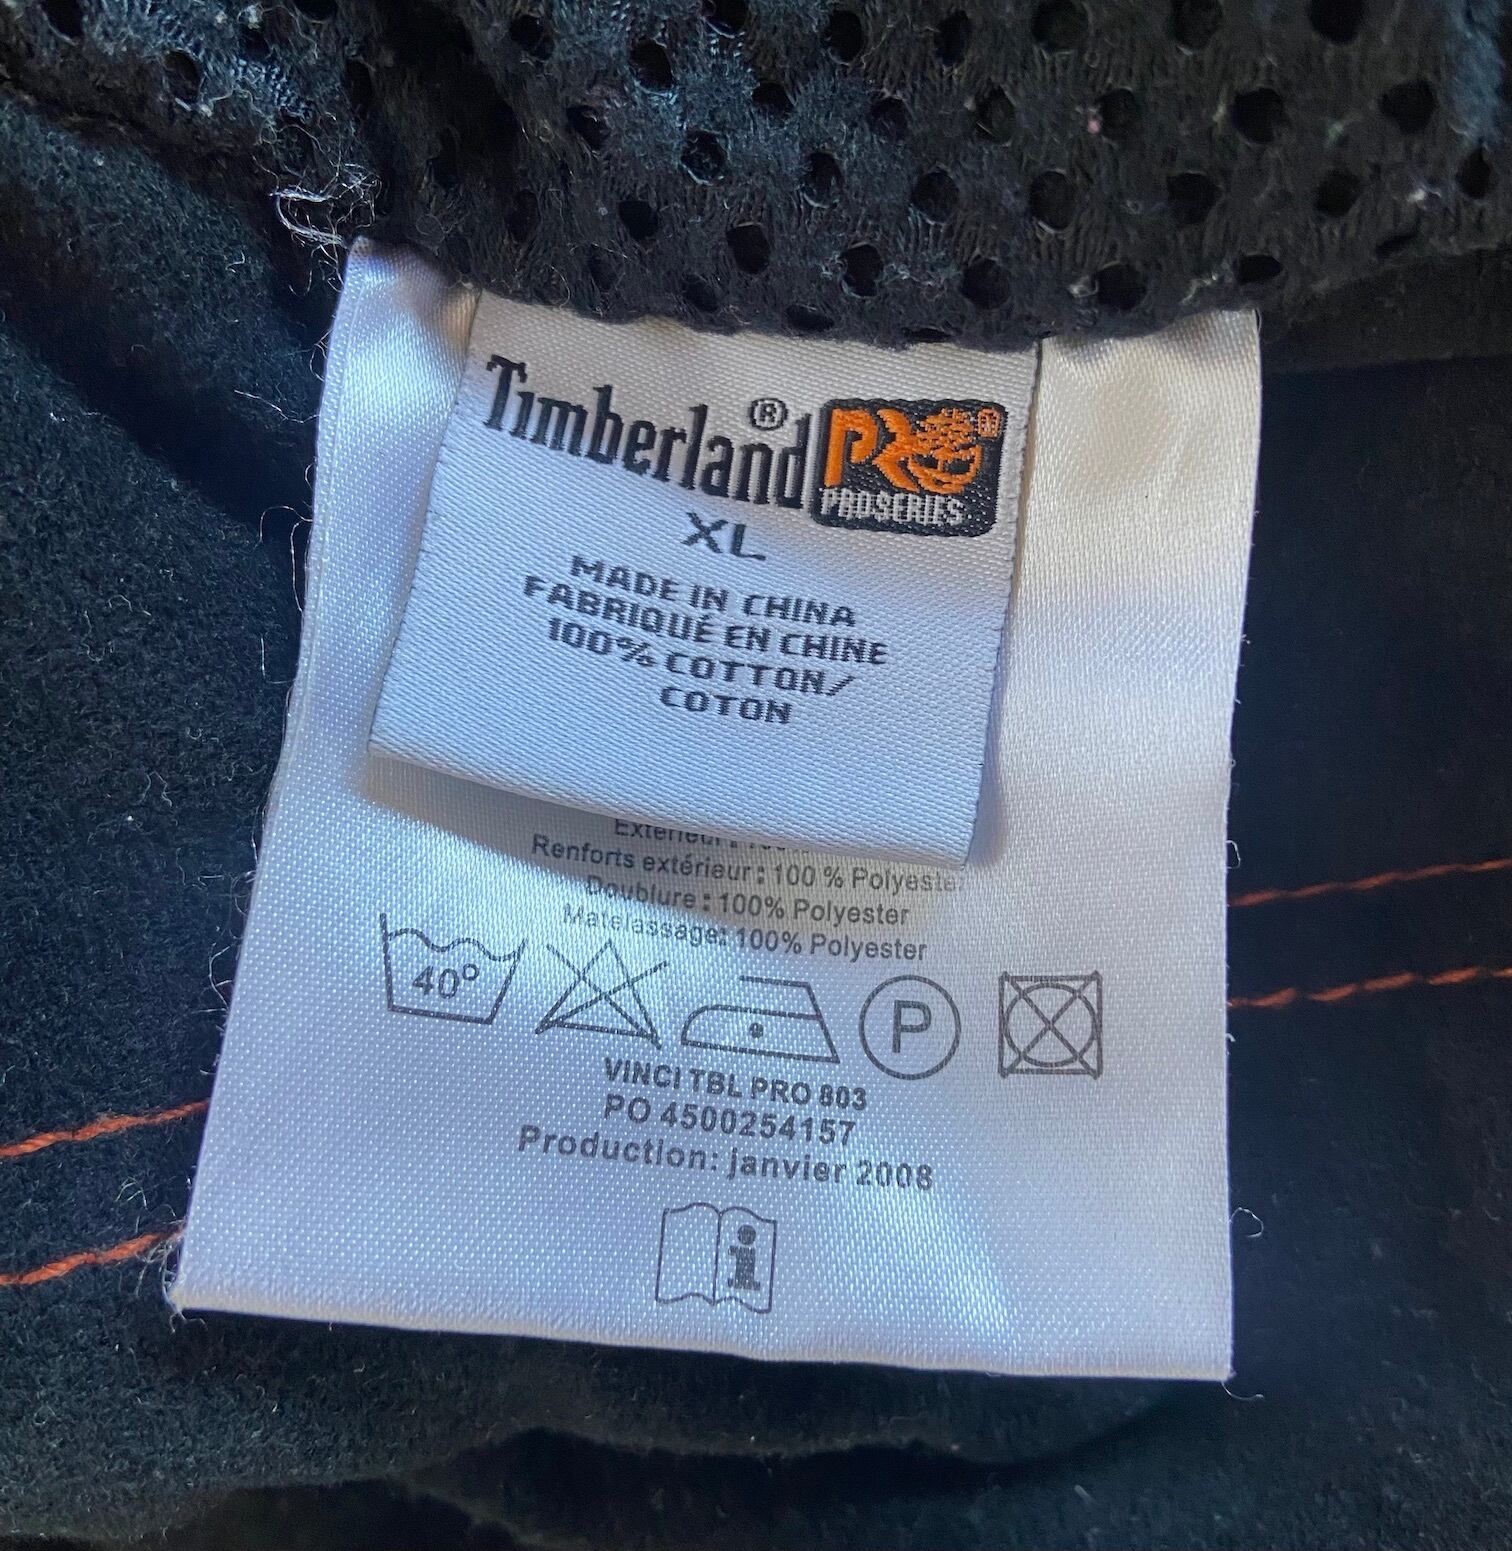 Timberland® PRO
PRO SERIES
XL
MADE IN CHINA
FABRIQUÉ EN CHINE
100% COTTON/
COTON
Renforts extérieur : 100 % Polyester
Doublure : 100% Polyester
Matelassage: 100% Polyester
40° P
VINCI TBL PRO 803
PO 4500254157
Production: janvier 2008
i